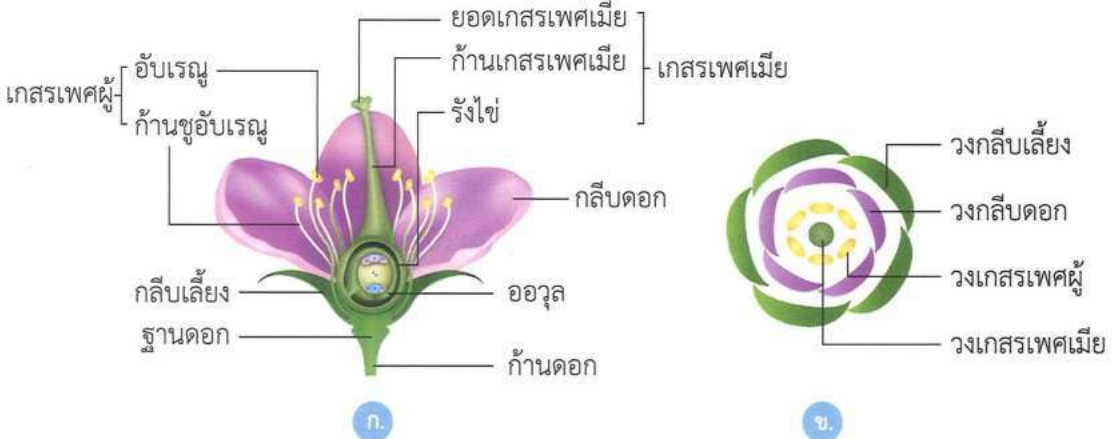 ยอดเกสรเพศเมีย
ก้านเกสรเพศเมีย
เกสรเพศเมีย
รังไข่
เกสรเพศผู้
อับเรณู
ก้านชูอับเรณู
กลีบดอก
กลีบเลี้ยง
ออวุล
ฐานดอก
ก้านดอก
ก.
วงกลีบเลี้ยง
วงกลีบดอก
วงเกสรเพศผู้
วงเกสรเพศเมีย
ข.